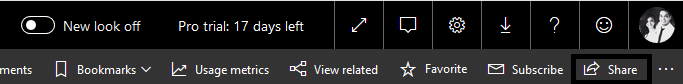 New look off Pro trial: 17 days left
ments Bookmarks Usage metrics View related Favorite Subscribe Share